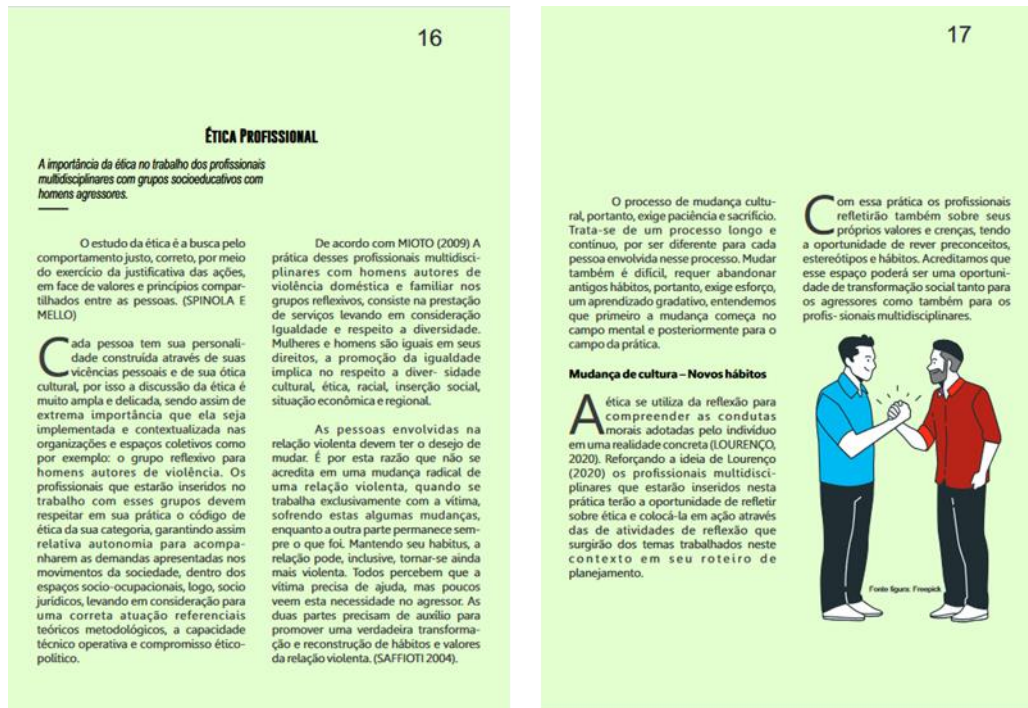 16
ÉTICA PROFISSIONAL
A importância da ética no trabalho dos profissionais
multidisciplinares com grupos socioeducativos com
homens agressores.
O estudo da ética é a busca pelo
comportamento justo, correto, por meio
do exercício da justificativa das ações,
em face de valores e princípios compar-
tilhados entre as pessoas. (SPINOLA E
MELLO)
Cada pessoa tem sua personali-
dade construída através de suas
vicências pessoais e de sua ótica
cultural, por isso a discussão da ética é
muito ampla e delicada, sendo assim de
extrema importância que ela seja
implementada e contextualizada nas
organizações e espaços coletivos como
por exemplo: o grupo reflexivo para
homens autores de violência. Os
profissionais que estarão inseridos no
trabalho com esses grupos devem
respeitar em sua prática o código de
ética da sua categoria, garantindo assim
relativa autonomia para acompa-
nharem as demandas apresentadas nos
movimentos da sociedade, dentro dos
espaços socio-ocupacionais, logo, socio
jurídicos, levando em consideração para
uma correta atuação referenciais
teóricos metodológicos, a capacidade
técnico operativa e compromisso ético-
político.
De acordo com MIOTO (2009) A
prática desses profissionais multidisci-
plinares com homens autores de
violência doméstica e familiar nos
grupos reflexivos, consiste na prestação
de serviços levando em consideração
Igualdade e respeito a diversidade.
Mulheres e homens são iguais em seus
direitos, a promoção da igualdade
implica no respeito a diver- sidade
cultural, ética, racial, inserção social,
situação econômica e regional.
As pessoas envolvidas na
relação violenta devem ter o desejo de
mudar. É por esta razão que não se
acredita em uma mudança radical de
uma relação violenta, quando se
trabalha exclusivamente com a vítima,
sofrendo estas algumas mudanças,
enquanto a outra parte permanece sem-
pre o que foi. Mantendo seu habitus, a
relação pode, inclusive, tornar-se ainda
mais violenta. Todos percebem que a
vítima precisa de ajuda, mas poucos
veem esta necessidade no agressor. As
duas partes precisam de auxílio para
promover uma verdadeira transforma-
ção e reconstrução de hábitos e valores
da relação violenta. (SAFFIOTI 2004).
17
O processo de mudança cultu-
ral, portanto, exige paciência e sacrifício.
Trata-se de um processo longo e
contínuo, por ser diferente para cada
pessoa envolvida nesse processo. Mudar
também é difícil, requer abandonar
antigos hábitos, portanto, exige esforço,
um aprendizado gradativo, entendemos
que primeiro a mudança começa no
campo mental e posteriormente para o
campo da prática.
Mudança de cultura – Novos hábitos
A ética se utiliza da reflexão para
compreender as condutas
morais adotadas pelo indivíduo
em uma realidade concreta (LOURENÇO,
2020). Reforçando a ideia de Lourenço
(2020) os profissionais multidisci-
plinares que estarão inseridos nesta
prática terão a oportunidade de refletir
sobre ética e colocá-la em ação através
das de atividades de reflexão que
surgirão dos temas trabalhados neste
contexto em seu roteiro de
planejamento.
Com essa prática os profissionais
refletirão também sobre seus
próprios valores e crenças, tendo
a oportunidade de rever preconceitos,
estereótipos e hábitos. Acreditamos que
esse espaço poderá ser uma oportuni-
dade de transformação social tanto para
os agressores como também para os
profis- sionais multidisciplinares.
Fonte figura: Freepick